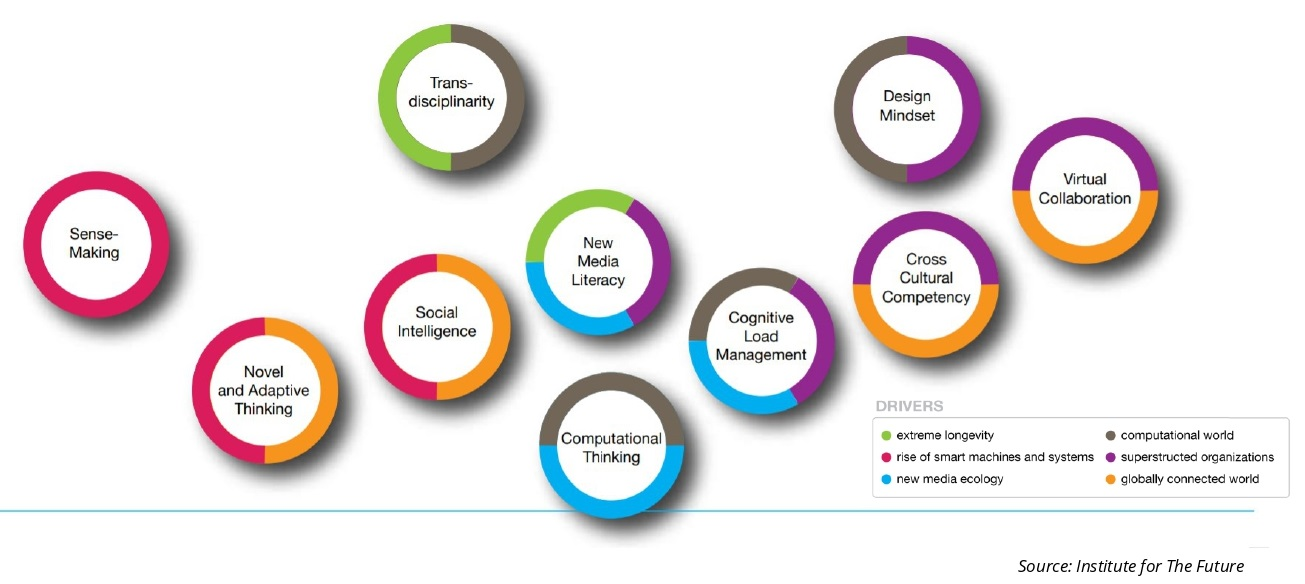 Trans-
disciplinarity
Design
Mindset
Virtual
Collaboration
Sense-
Making
New
Media
Literacy
Cross
Cultural
Competency
Social
Intelligence
Cognitive
Load
Management
Novel
and Adaptive
Thinking
Computational
Thinking
DRIVERS
extreme longevity
rise of smart machines and systems
new media ecology
computational world
superstructed organizations
globally connected world
Source: Institute for The Future